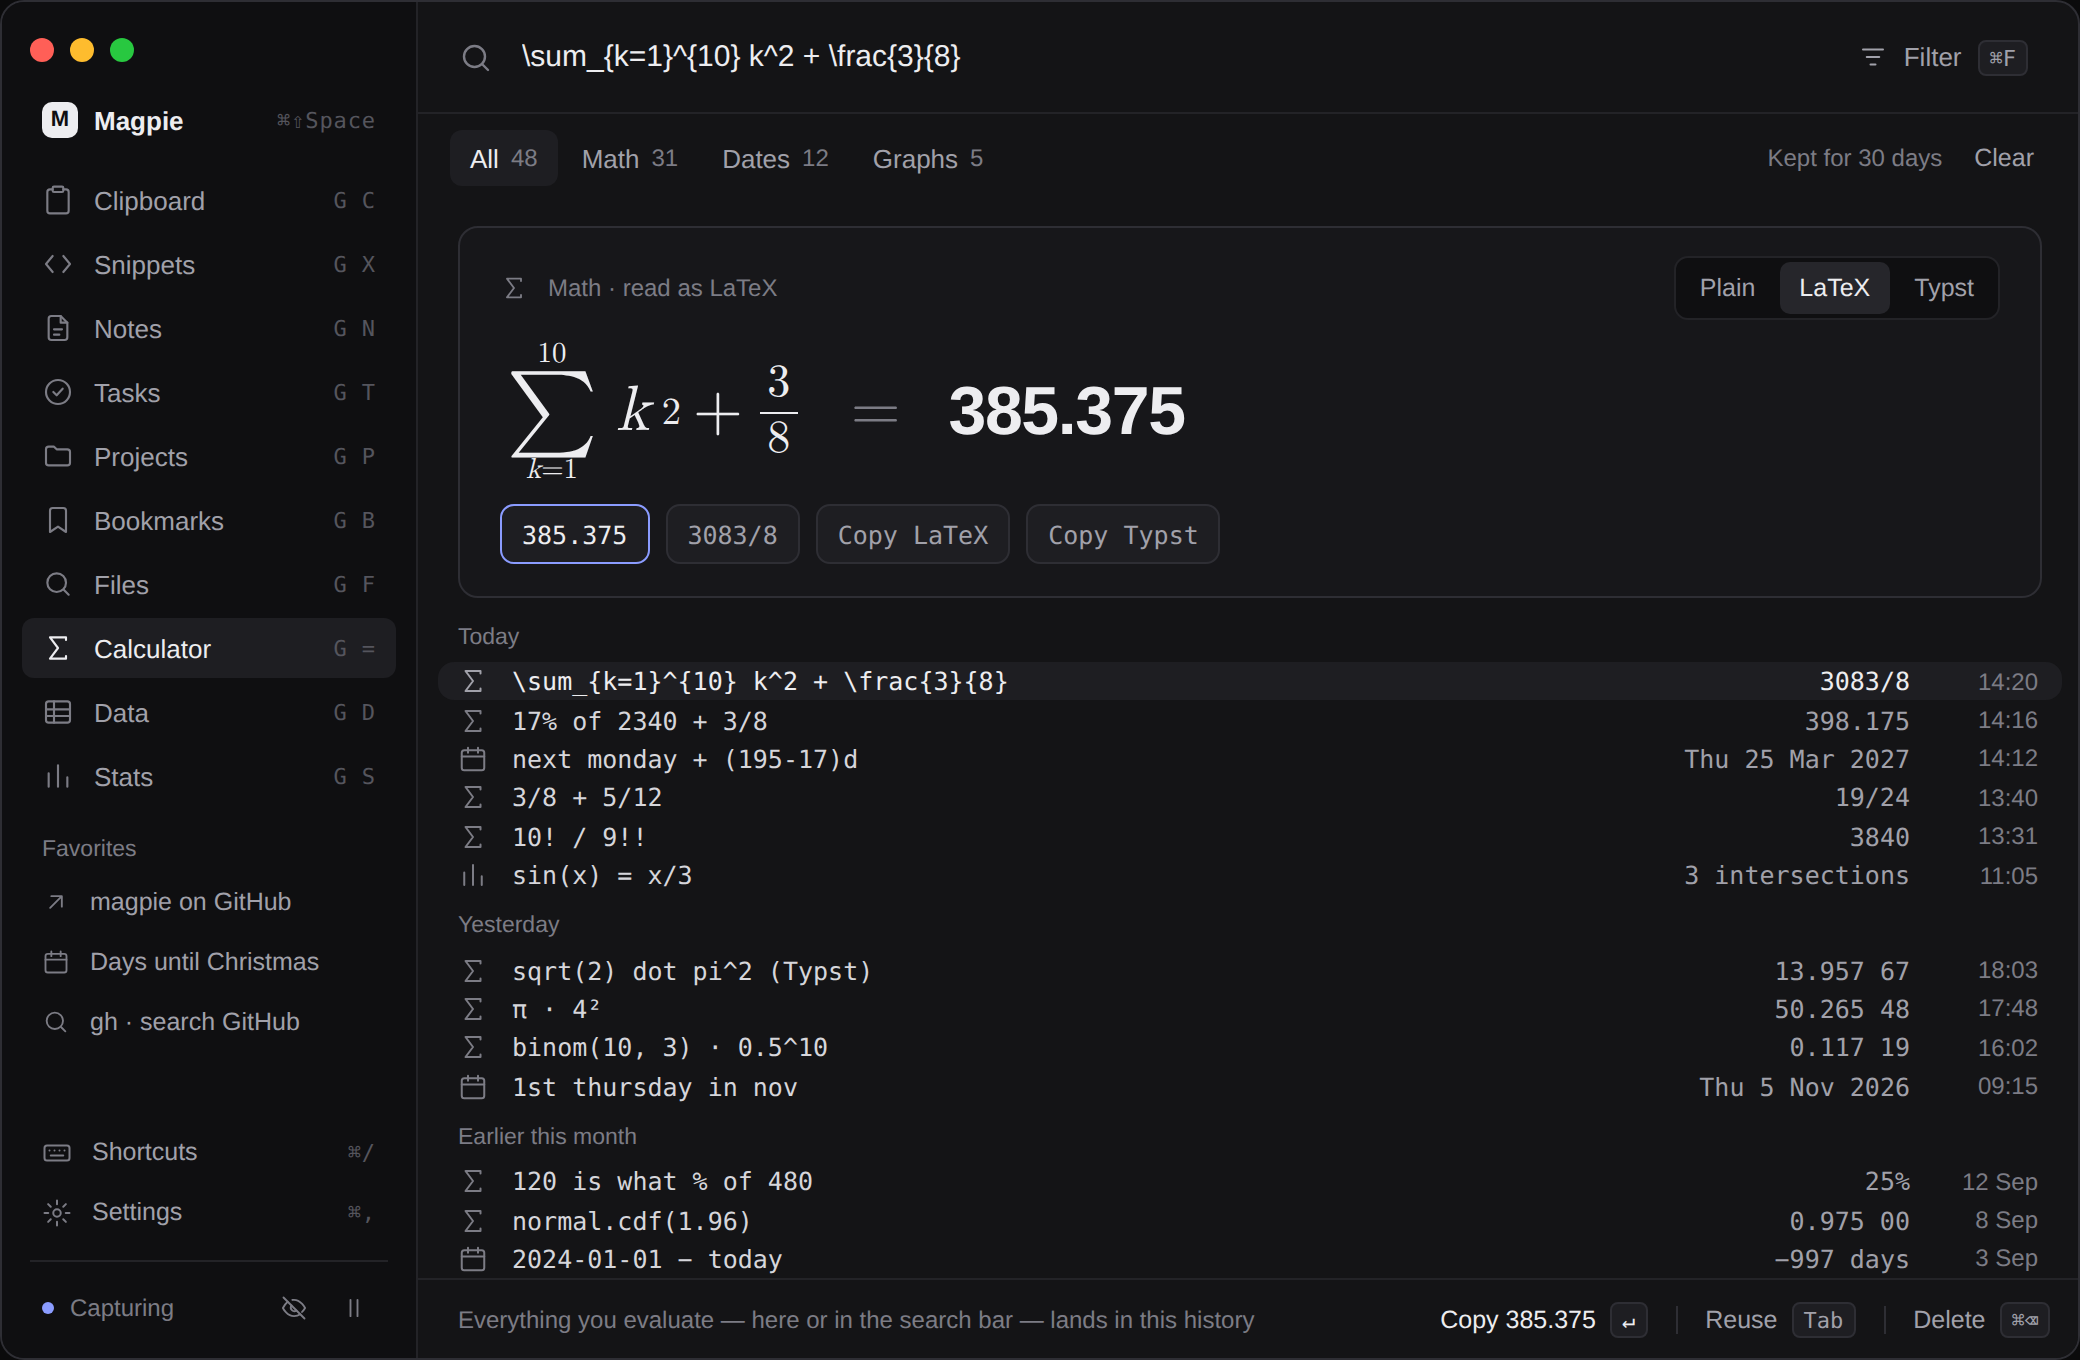 M Magpie ⌘⇧Space
Clipboard G C
Snippets G X
Notes G N
Tasks G T
Projects G P
Bookmarks G B
Files G F
Calculator G =
Data G D
Stats G S
Favorites
magpie on GitHub
Days until Christmas
gh · search GitHub
Shortcuts ⌘/
Settings ⌘,
Capturing
\sum_{k=1}^{10} k^2 + \frac{3}{8}
Filter ⌘F
All 48 Math 31 Dates 12 Graphs 5 Kept for 30 days Clear
Math · read as LaTeX
Plain LaTeX Typst
10
∑ k 2 + 3/8 = 385.375
k=1
385.375 3083/8 Copy LaTeX Copy Typst
Today
\sum_{k=1}^{10} k^2 + \frac{3}{8} 3083/8 14:20
17% of 2340 + 3/8 398.175 14:16
next monday + (195-17)d Thu 25 Mar 2027 14:12
3/8 + 5/12 19/24 13:40
10! / 9!! 3840 13:31
sin(x) = x/3 3 intersections 11:05
Yesterday
sqrt(2) dot pi^2 (Typst) 13.957 67 18:03
π · 4² 50.265 48 17:48
binom(10, 3) · 0.5^10 0.117 19 16:02
1st thursday in nov Thu 5 Nov 2026 09:15
Earlier this month
120 is what % of 480 25% 12 Sep
normal.cdf(1.96) 0.975 00 8 Sep
2024-01-01 − today −997 days 3 Sep
Everything you evaluate — here or in the search bar — lands in this history
Copy 385.375 ↵ Reuse Tab Delete ⌘⌫